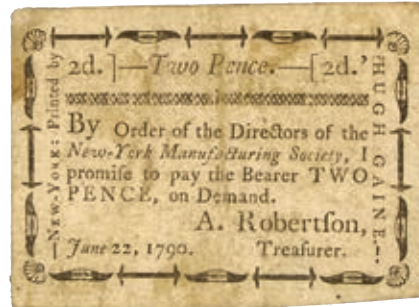 2d.]—Two Pence.—[2d.
By Order of the Directors of the
New-York Manufacturing Society, I
promise to pay the Bearer TWO
PENCE, on Demand.
A. Robertſon,
June 22, 1790. Treaſurer.
NEW-YORK: Printed by
HUGH GAINE.